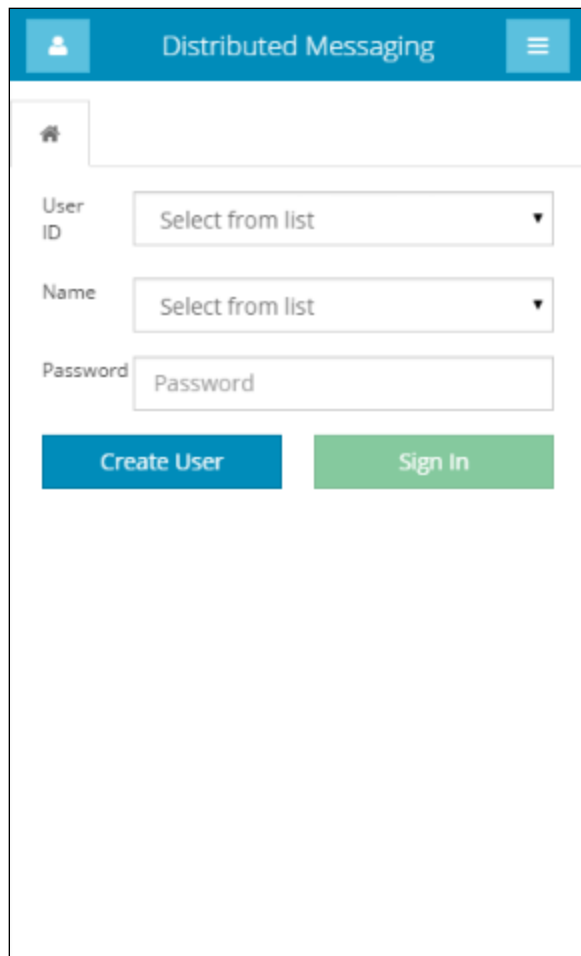 Distributed Messaging
User
ID
Select from list
Name
Select from list
Password
Password
Create User
Sign In